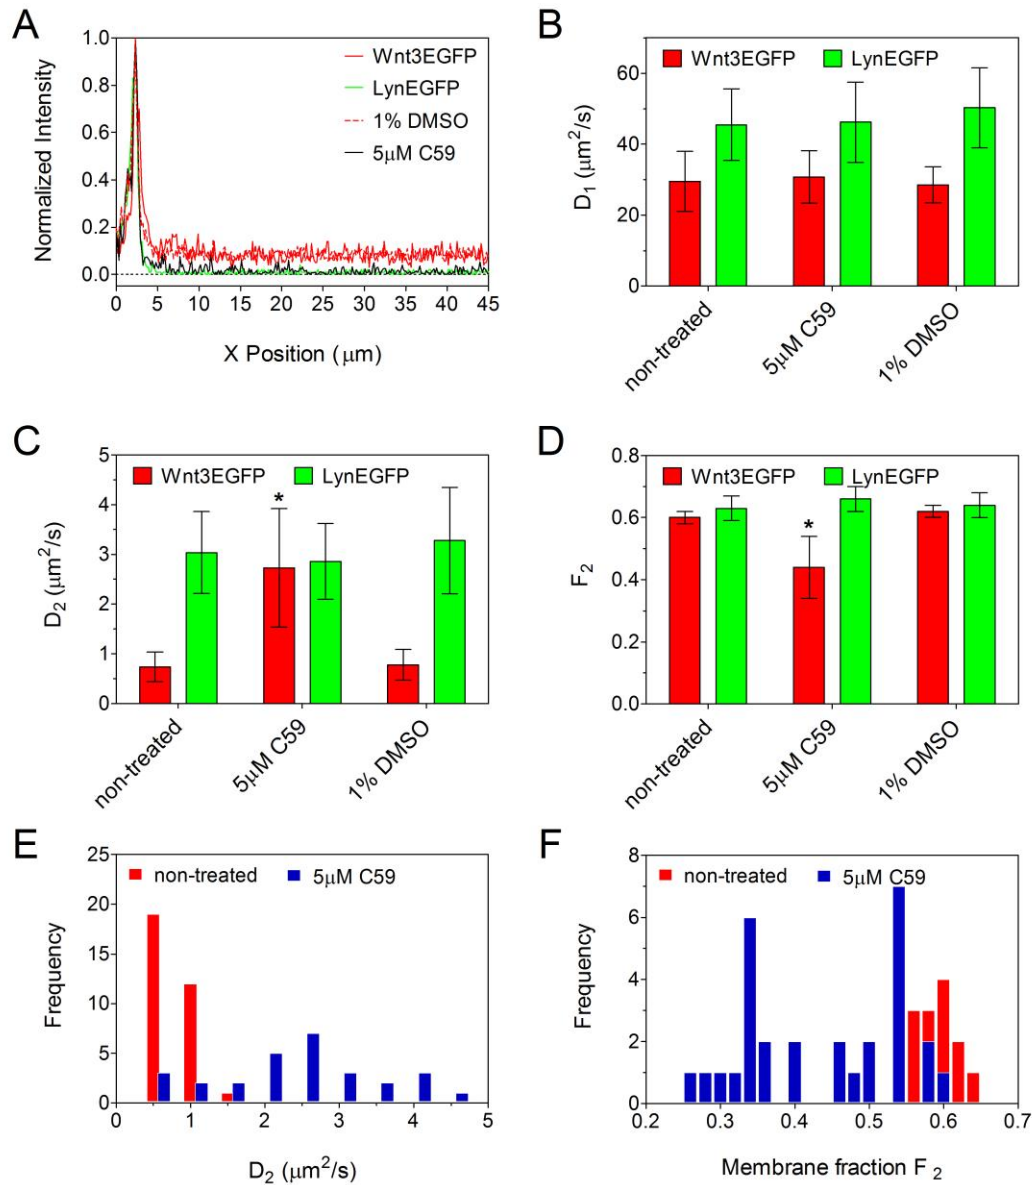 A
Normalized Intensity
1.0
0.8
0.6
0.4
0.2
0.0
Wnt3EGFP
LynEGFP
1% DMSO
5μM C59
0 5 10 15 20 25 30 35 40 45
X Position (μm)
B
D₁ (μm²/s)
60
40
20
0
Wnt3EGFP LynEGFP
non-treated
5μM C59
1% DMSO
C
D₂ (μm²/s)
5
4
3
2
1
0
Wnt3EGFP LynEGFP
*
non-treated
5μM C59
1% DMSO
D
F₂
0.8
0.6
0.4
0.2
0.0
Wnt3EGFP LynEGFP
*
non-treated
5μM C59
1% DMSO
E
Frequency
25
20
15
10
5
0
non-treated 5μM C59
0 1 2 3 4 5
D₂ (μm²/s)
F
Frequency
8
6
4
2
0
non-treated 5μM C59
0.2 0.3 0.4 0.5 0.6 0.7
Membrane fraction F ₂